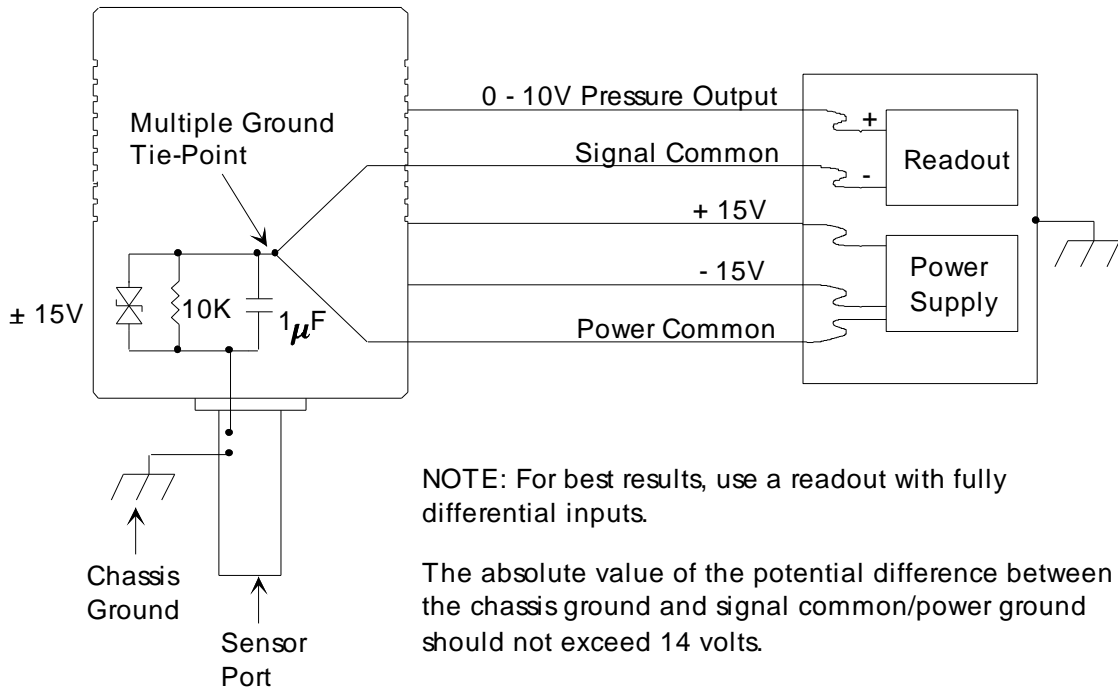 0 - 10V Pressure Output
Multiple Ground
Tie-Point
Signal Common
+
-
Readout
+ 15V
- 15V
Power
Supply
Power Common
± 15V
10K
1µF
NOTE: For best results, use a readout with fully
differential inputs.
The absolute value of the potential difference between
the chassis ground and signal common/power ground
should not exceed 14 volts.
Chassis
Ground
Sensor
Port